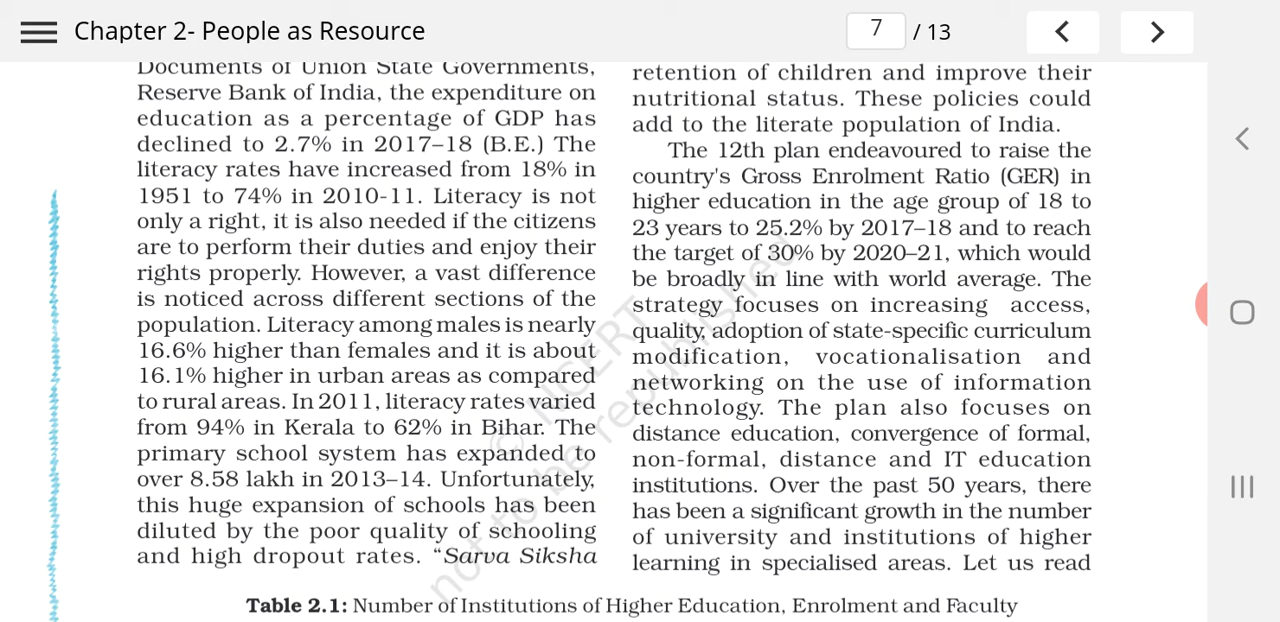 Chapter 2- People as Resource
7 / 13
Documents of Union State Governments,
Reserve Bank of India, the expenditure on
education as a percentage of GDP has
declined to 2.7% in 2017–18 (B.E.) The
literacy rates have increased from 18% in
1951 to 74% in 2010-11. Literacy is not
only a right, it is also needed if the citizens
are to perform their duties and enjoy their
rights properly. However, a vast difference
is noticed across different sections of the
population. Literacy among males is nearly
16.6% higher than females and it is about
16.1% higher in urban areas as compared
to rural areas. In 2011, literacy rates varied
from 94% in Kerala to 62% in Bihar. The
primary school system has expanded to
over 8.58 lakh in 2013–14. Unfortunately,
this huge expansion of schools has been
diluted by the poor quality of schooling
and high dropout rates. “Sarva Siksha
retention of children and improve their
nutritional status. These policies could
add to the literate population of India.
The 12th plan endeavoured to raise the
country's Gross Enrolment Ratio (GER) in
higher education in the age group of 18 to
23 years to 25.2% by 2017–18 and to reach
the target of 30% by 2020–21, which would
be broadly in line with world average. The
strategy focuses on increasing access,
quality, adoption of state-specific curriculum
modification, vocationalisation and
networking on the use of information
technology. The plan also focuses on
distance education, convergence of formal,
non-formal, distance and IT education
institutions. Over the past 50 years, there
has been a significant growth in the number
of university and institutions of higher
learning in specialised areas. Let us read
Table 2.1: Number of Institutions of Higher Education, Enrolment and Faculty
© NCERT
not to be republished